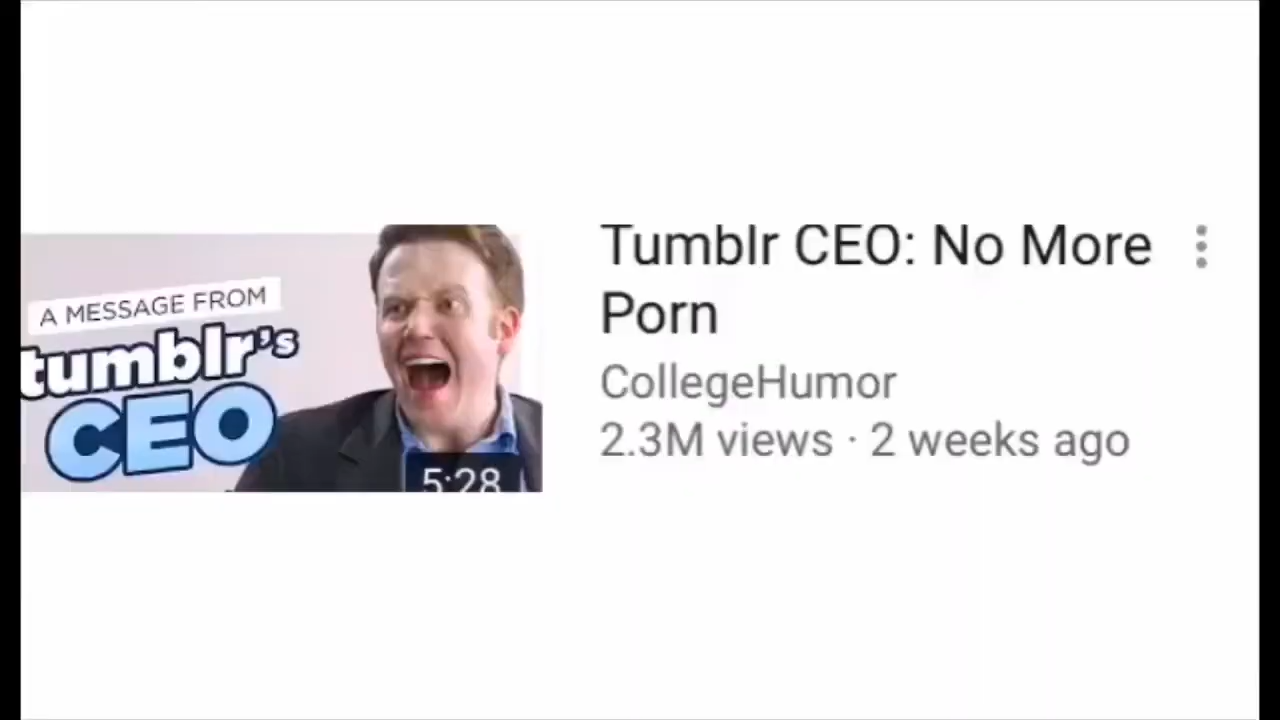 A MESSAGE FROM
tumblr's
CEO
5:28
Tumblr CEO: No More
Porn
CollegeHumor
2.3M views · 2 weeks ago